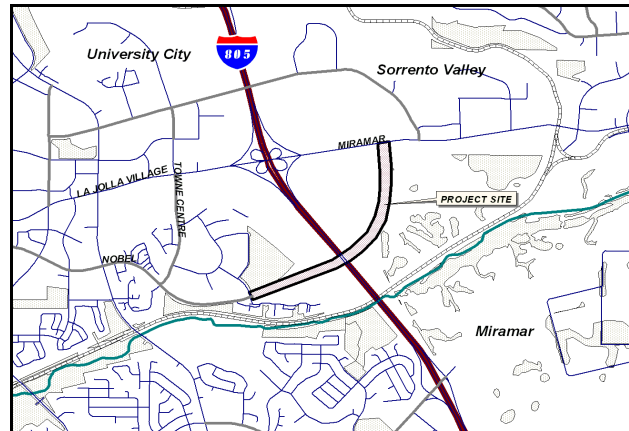 University City
805
Sorrento Valley
MIRAMAR
LA JOLLA VILLAGE
TOWNE CENTRE
PROJECT SITE
NOBEL
Miramar